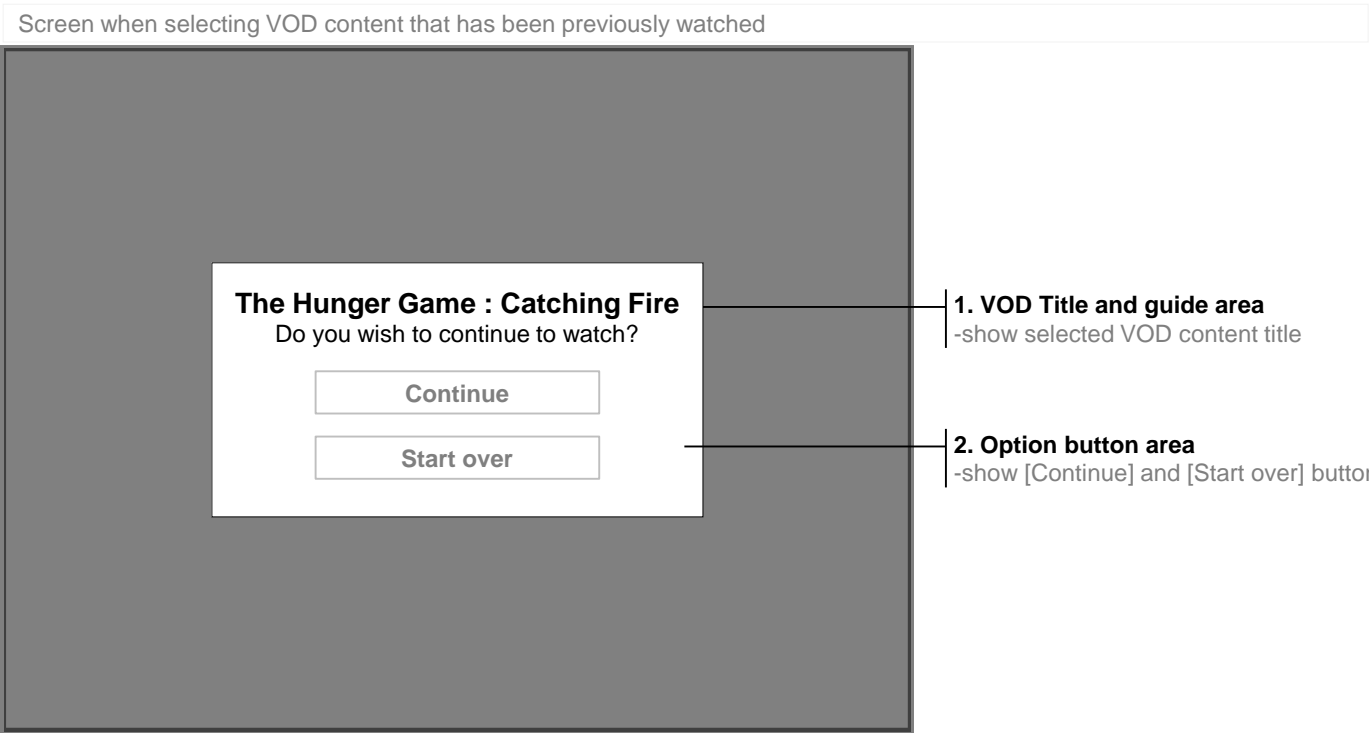 Screen when selecting VOD content that has been previously watched
The Hunger Game : Catching Fire
Do you wish to continue to watch?
Continue
Start over
1. VOD Title and guide area
-show selected VOD content title
2. Option button area
-show [Continue] and [Start over] button